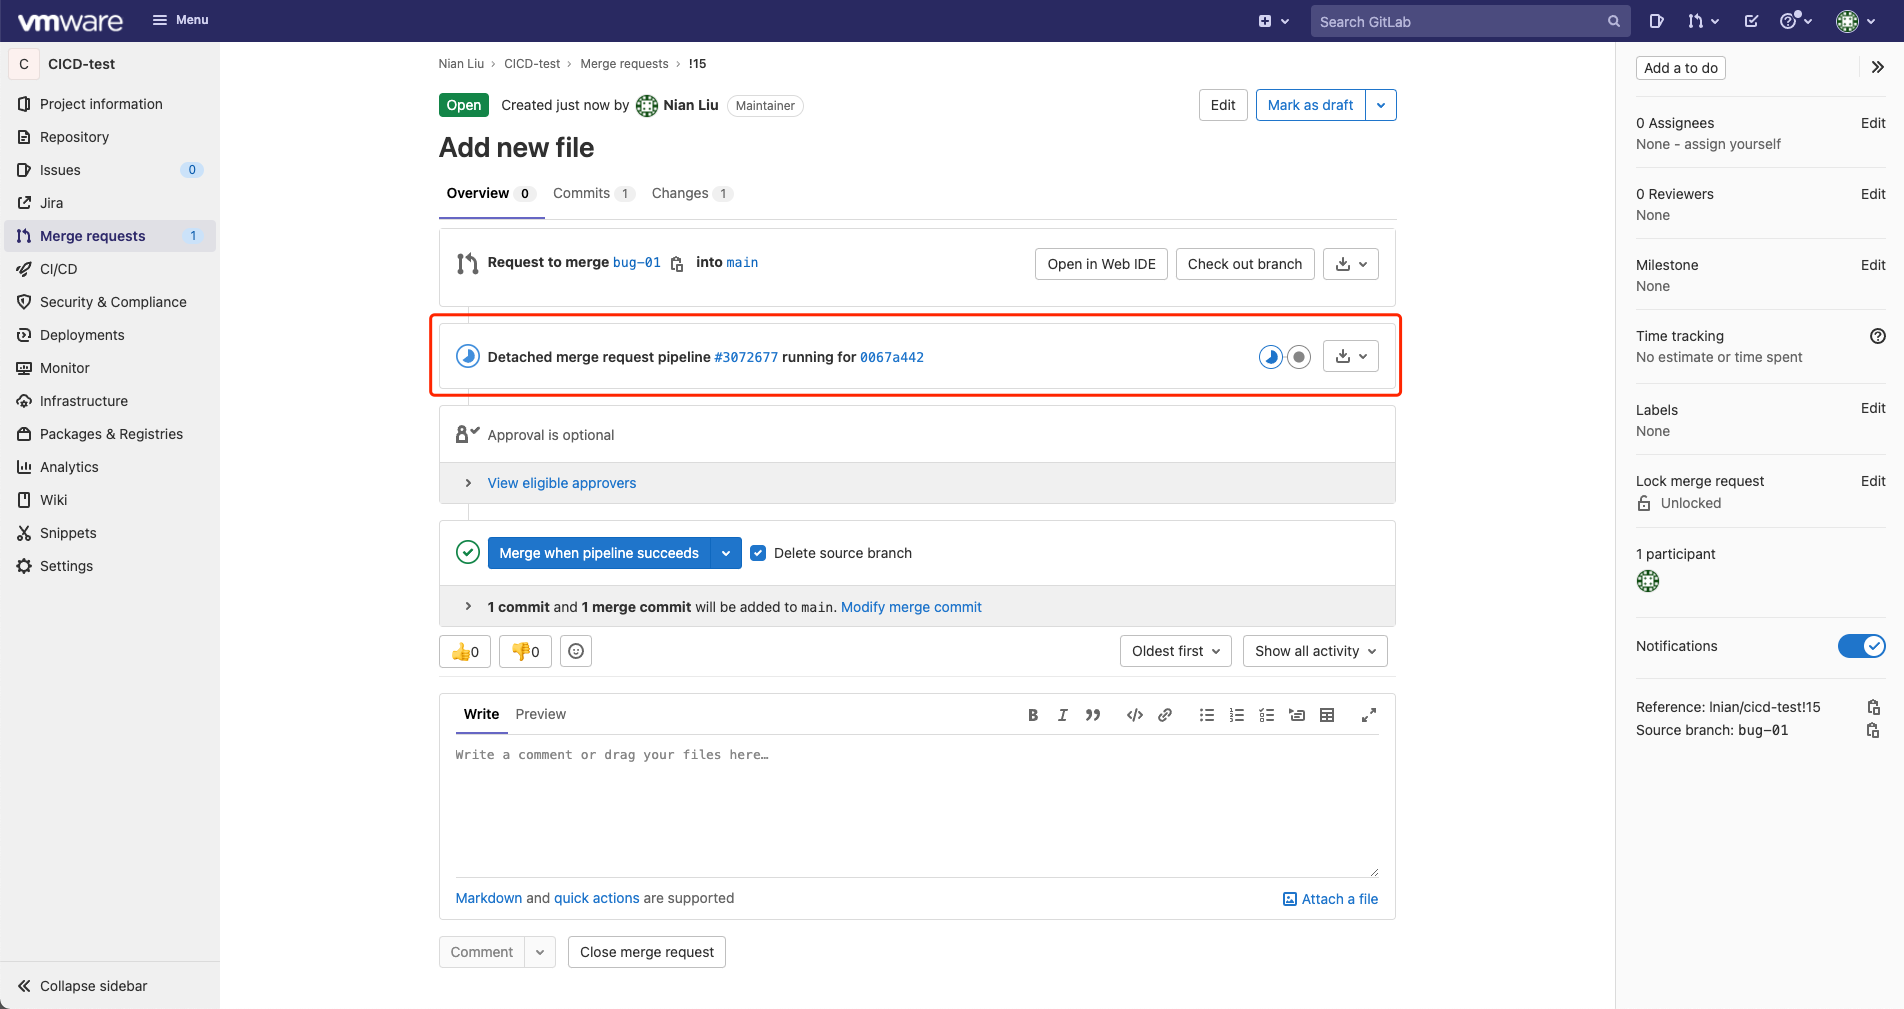 vmware
Menu
Search GitLab
C CICD-test
Project information
Repository
Issues 0
Jira
Merge requests 1
CI/CD
Security & Compliance
Deployments
Monitor
Infrastructure
Packages & Registries
Analytics
Wiki
Snippets
Settings
Collapse sidebar
Nian Liu › CICD-test › Merge requests › !15
Open Created just now by Nian Liu Maintainer
Edit
Mark as draft
Add new file
Overview 0 Commits 1 Changes 1
Request to merge bug-01 into main
Open in Web IDE
Check out branch
Detached merge request pipeline #3072677 running for 0067a442
Approval is optional
View eligible approvers
Merge when pipeline succeeds
Delete source branch
1 commit and 1 merge commit will be added to main. Modify merge commit
👍0
👎0
Oldest first
Show all activity
Write Preview
Write a comment or drag your files here…
Markdown and quick actions are supported
Attach a file
Comment
Close merge request
Add a to do
0 Assignees Edit
None - assign yourself
0 Reviewers Edit
None
Milestone Edit
None
Time tracking
No estimate or time spent
Labels Edit
None
Lock merge request Edit
Unlocked
1 participant
Notifications
Reference: lnian/cicd-test!15
Source branch: bug-01